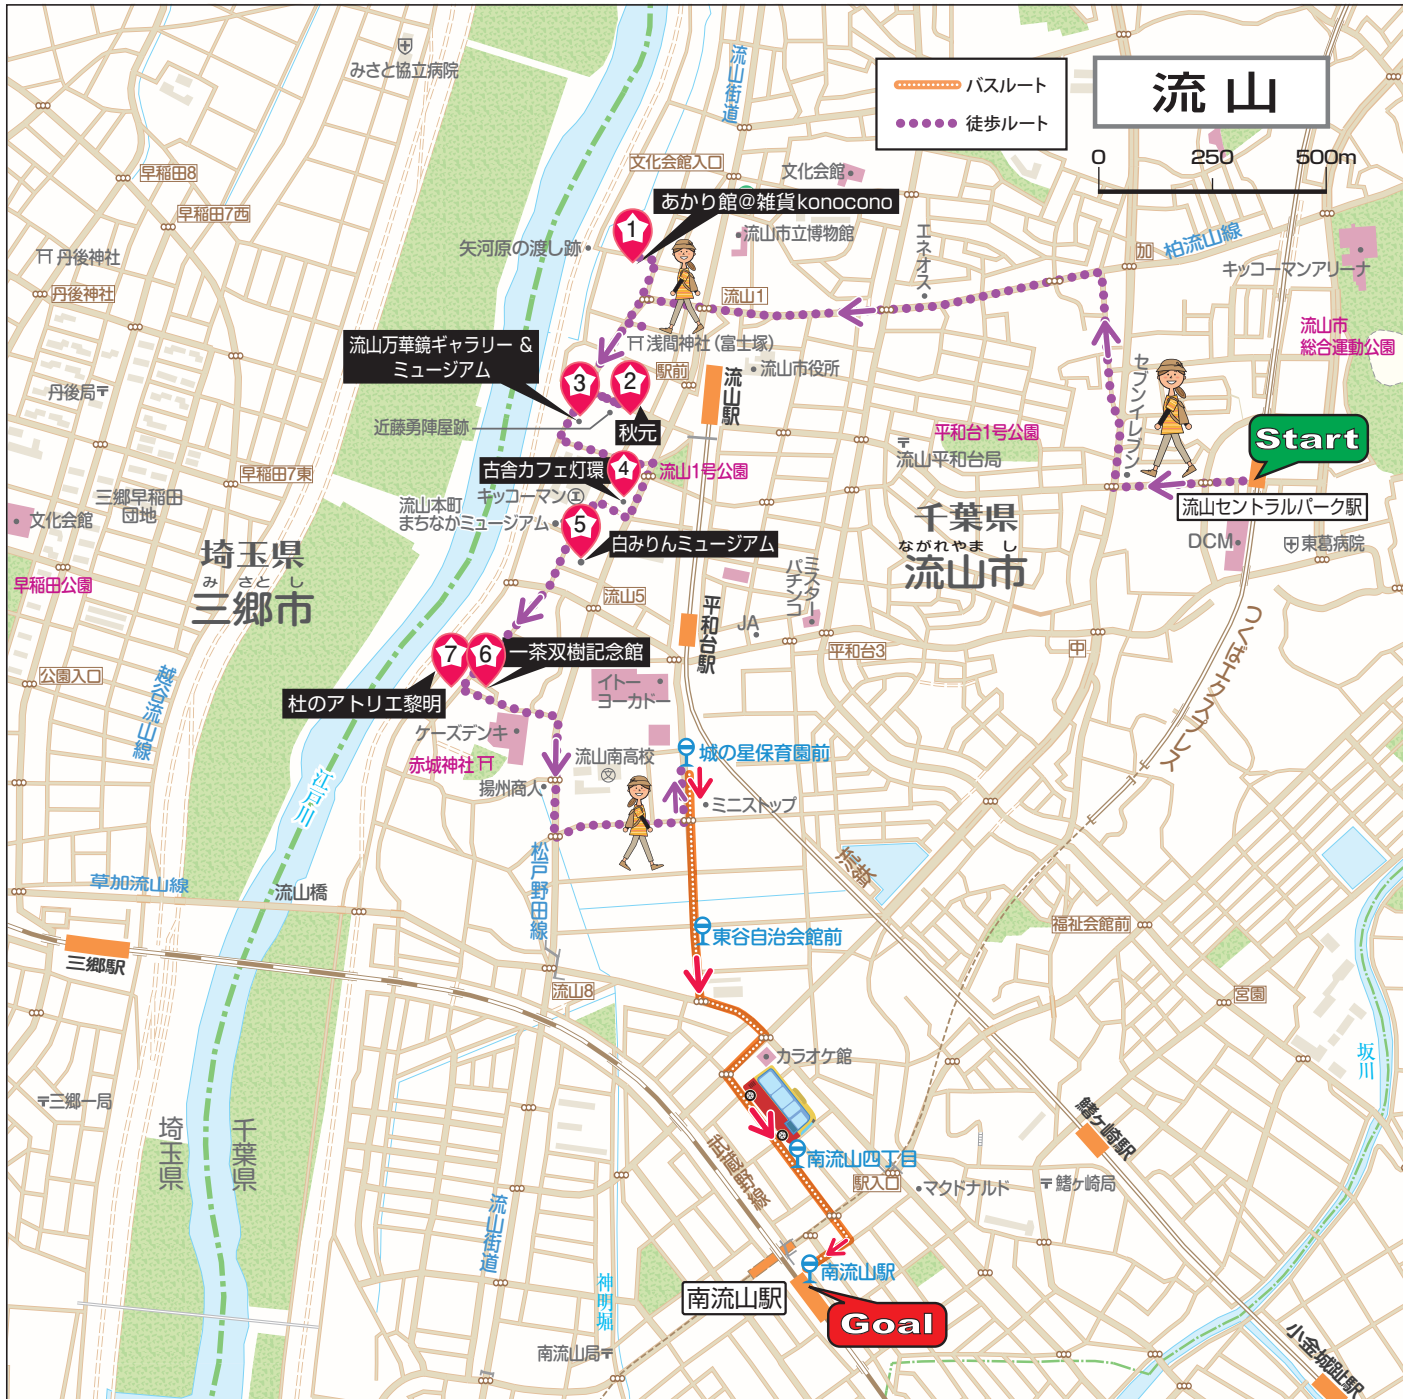 流山
バスルート
徒歩ルート
0 250 500m
みさと協立病院
流山街道
文化会館入口
文化会館
早稲田8
早稲田7西
あかり館@雑貨konocono
1
矢河原の渡し跡
流山市立博物館
エネオス
加
柏流山線
キッコーマンアリーナ
丹後神社
丹後神社
流山1
流山市
総合運動公園
流山万華鏡ギャラリー &
ミュージアム
浅間神社(富士塚)
駅前
流山市役所
流山駅
セブンイレブン
丹後局
3
2
近藤勇陣屋跡
秋元
平和台1号公園
流山平和台局
Start
古舎カフェ灯環
4
流山1号公園
早稲田7東
三郷早稲田
団地
キッコーマン
流山本町
まちなかミュージアム
5
流山セントラルパーク駅
文化会館
白みりんミュージアム
千葉県
ながれやまし
流山市
DCM
東葛病院
埼玉県
みさとし
三郷市
早稲田公園
流山5
平和台駅
ミスター
パチンコ
JA
平和台3
中
つくばエクスプレス
7
6
一茶双樹記念館
公園入口
越谷流山線
杜のアトリエ黎明
イトー
ヨーカドー
ケーズデンキ
赤城神社
流山南高校
文
城の星保育園前
揚州商人
ミニストップ
江戸川
松戸野田線
流鉄
草加流山線
流山橋
三郷駅
東谷自治会館前
福祉会館前
流山8
宮園
カラオケ館
坂川
三郷一局
埼玉県
千葉県
武蔵野線
南流山四丁目
駅入口
マクドナルド
鰭ヶ崎駅
鰭ヶ崎局
流山街道
神明堀
南流山駅
南流山駅
Goal
南流山局
小金城趾駅